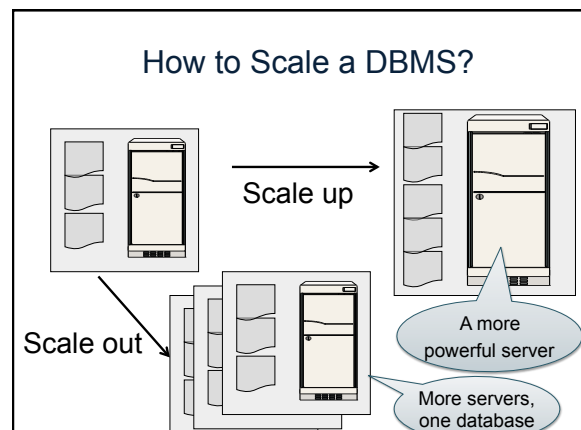 How to Scale a DBMS?
Scale up
Scale out
A more
powerful server
More servers,
one database